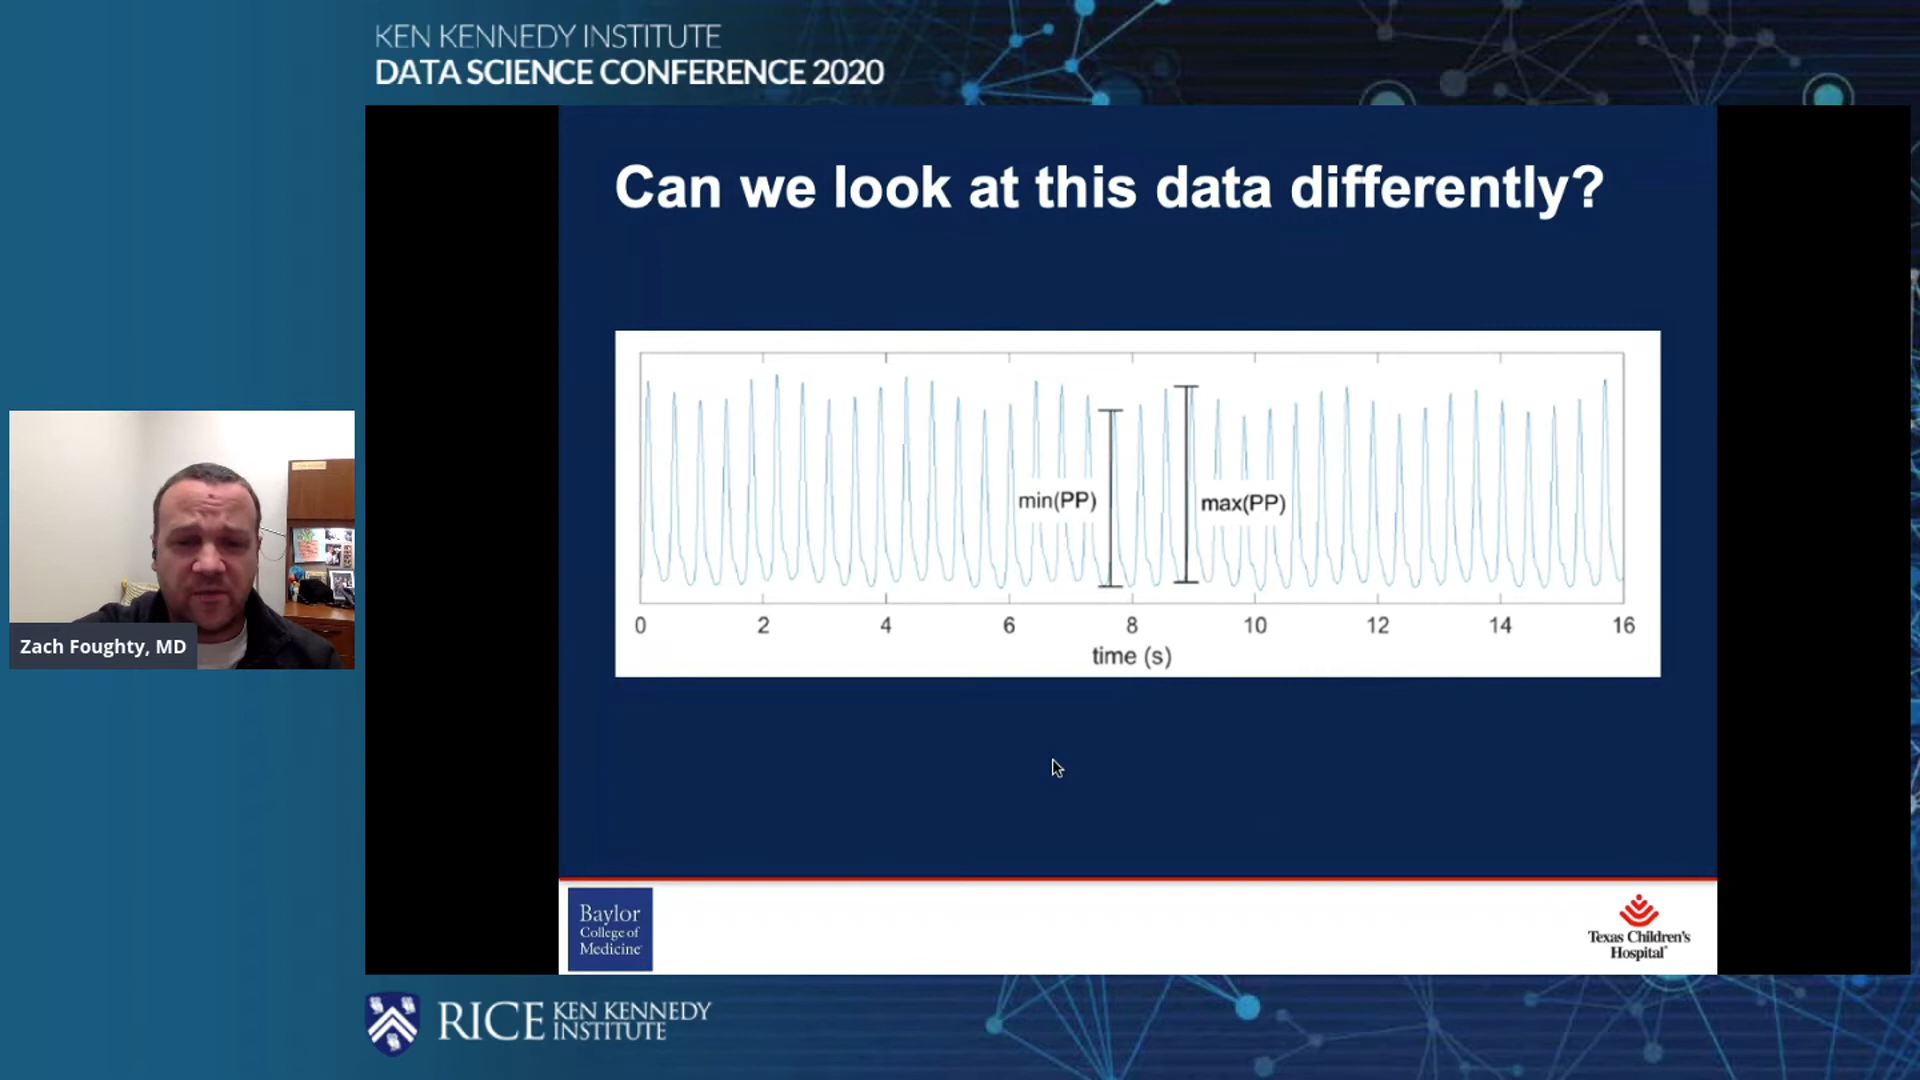 KEN KENNEDY INSTITUTE
DATA SCIENCE CONFERENCE 2020
Can we look at this data differently?
min(PP)
max(PP)
0 2 4 6 8 10 12 14 16
time (s)
Zach Foughty, MD
Baylor
College of
Medicine
Texas Children's
Hospital
RICE KEN KENNEDY
INSTITUTE